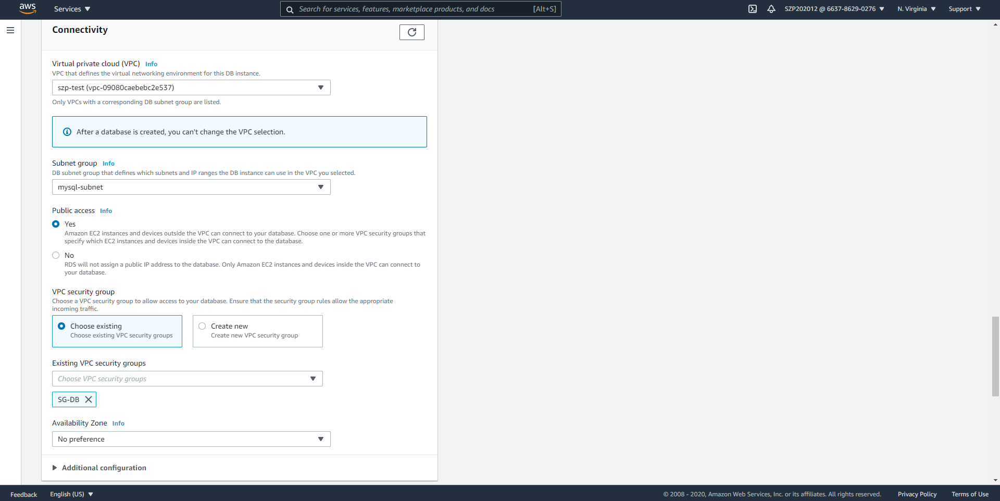 aws
Services
Search for services, features, marketplace products, and docs
[Alt+S]
SZP202012 @ 6637-8629-0276
N. Virginia
Support
Connectivity
Virtual private cloud (VPC) Info
VPC that defines the virtual networking environment for this DB instance.
szp-test (vpc-09080caebebc2e537)
Only VPCs with a corresponding DB subnet group are listed.
After a database is created, you can't change the VPC selection.
Subnet group Info
DB subnet group that defines which subnets and IP ranges the DB instance can use in the VPC you selected.
mysql-subnet
Public access Info
Yes
Amazon EC2 instances and devices outside the VPC can connect to your database. Choose one or more VPC security groups that
specify which EC2 instances and devices inside the VPC can connect to the database.
No
RDS will not assign a public IP address to the database. Only Amazon EC2 instances and devices inside the VPC can connect to
your database.
VPC security group
Choose a VPC security group to allow access to your database. Ensure that the security group rules allow the appropriate
incoming traffic.
Choose existing
Choose existing VPC security groups
Create new
Create new VPC security group
Existing VPC security groups
Choose VPC security groups
SG-DB
Availability Zone Info
No preference
Additional configuration
Feedback
English (US)
© 2008 - 2020, Amazon Web Services, Inc. or its affiliates. All rights reserved.
Privacy Policy
Terms of Use